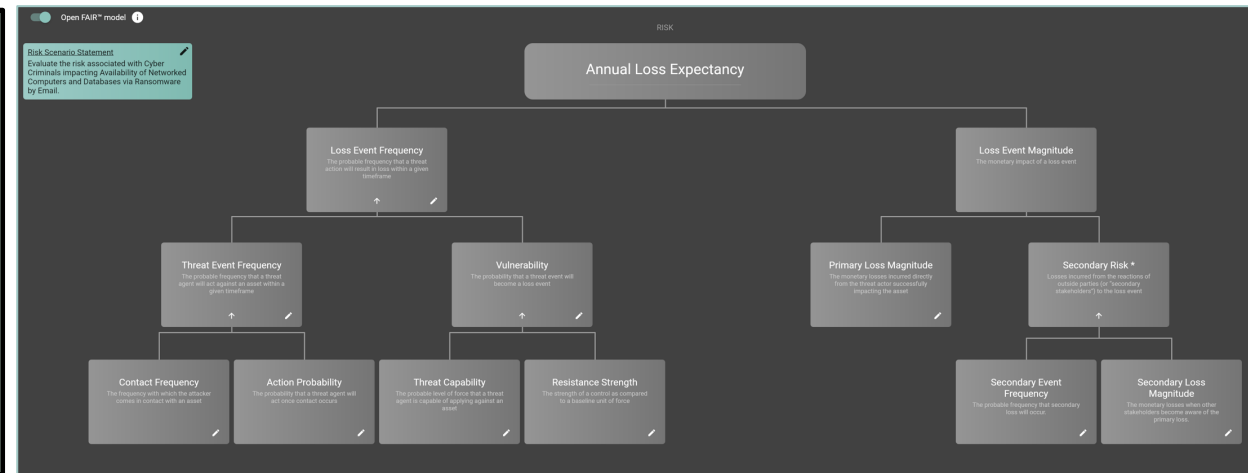 Open FAIR™ model
RISK
Risk Scenario Statement
Evaluate the risk associated with Cyber
Criminals impacting Availability of Networked
Computers and Databases via Ransomware
by Email.
Annual Loss Expectancy
Loss Event Frequency
The probable frequency that a threat
action will result in loss within a given
timeframe
Loss Event Magnitude
The monetary impact of a loss event
Threat Event Frequency
The probable frequency that a threat
agent will act against an asset within a
given timeframe
Vulnerability
The probability that a threat event will
become a loss event
Primary Loss Magnitude
The monetary losses incurred directly
from the threat actor successfully
impacting the asset
Secondary Risk *
Losses incurred from the reactions of
outside parties (or "secondary
stakeholders") to the loss event
Contact Frequency
The frequency with which the attacker
comes in contact with an asset
Action Probability
The probability that a threat agent will
act once contact occurs
Threat Capability
The probable level of force that a threat
agent is capable of applying against an
asset
Resistance Strength
The strength of a control as compared
to a baseline unit of force
Secondary Event
Frequency
The probable frequency that secondary
loss will occur.
Secondary Loss
Magnitude
The monetary losses when other
stakeholders become aware of the
primary loss.